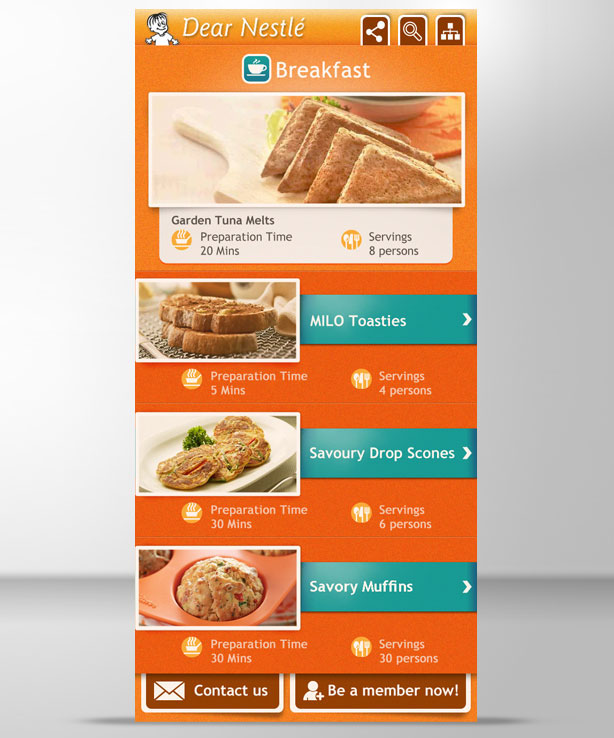 Dear Nestlé
Breakfast
Garden Tuna Melts
Preparation Time
20 Mins
Servings
8 persons
MILO Toasties
Preparation Time
5 Mins
Servings
4 persons
Savoury Drop Scones
Preparation Time
30 Mins
Servings
6 persons
Savory Muffins
Preparation Time
30 Mins
Servings
30 persons
Contact us
Be a member now!